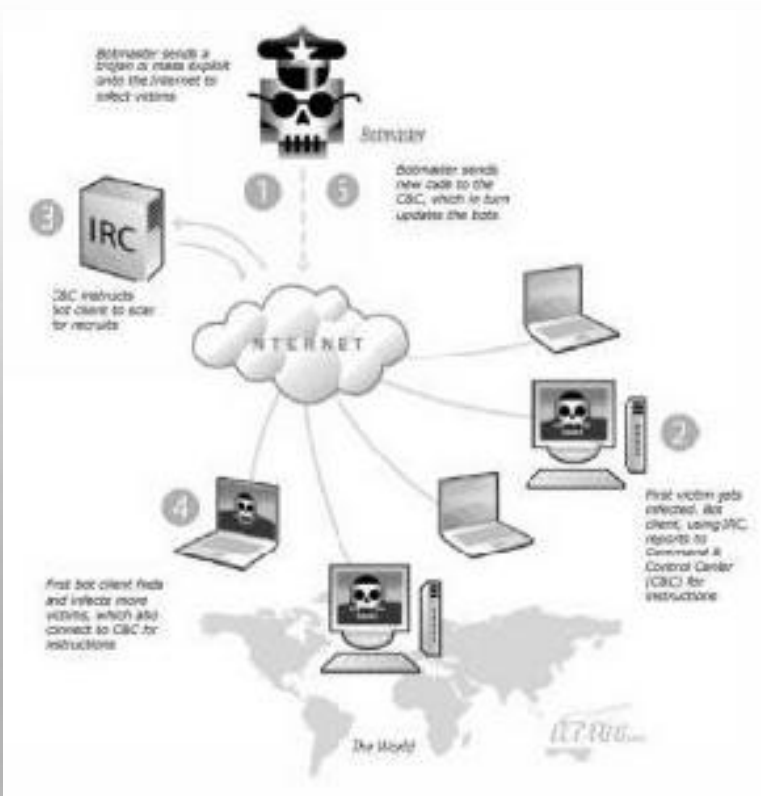 Botmaster sends a
trojan or mass exploit
onto the Internet to
infect victims
Botmaster
1
5
Botmaster sends
new code to the
C&C, which in turn
updates the bots
3
IRC
C&C instructs
bot client to scan
for recruits
INTERNET
2
First victim gets
infected. Bot
client, using IRC,
reports to
Command &
Control Center
(C&C) for
instructions
4
First bot client finds
and infects more
victims, which also
connect to C&C for
instructions
The World